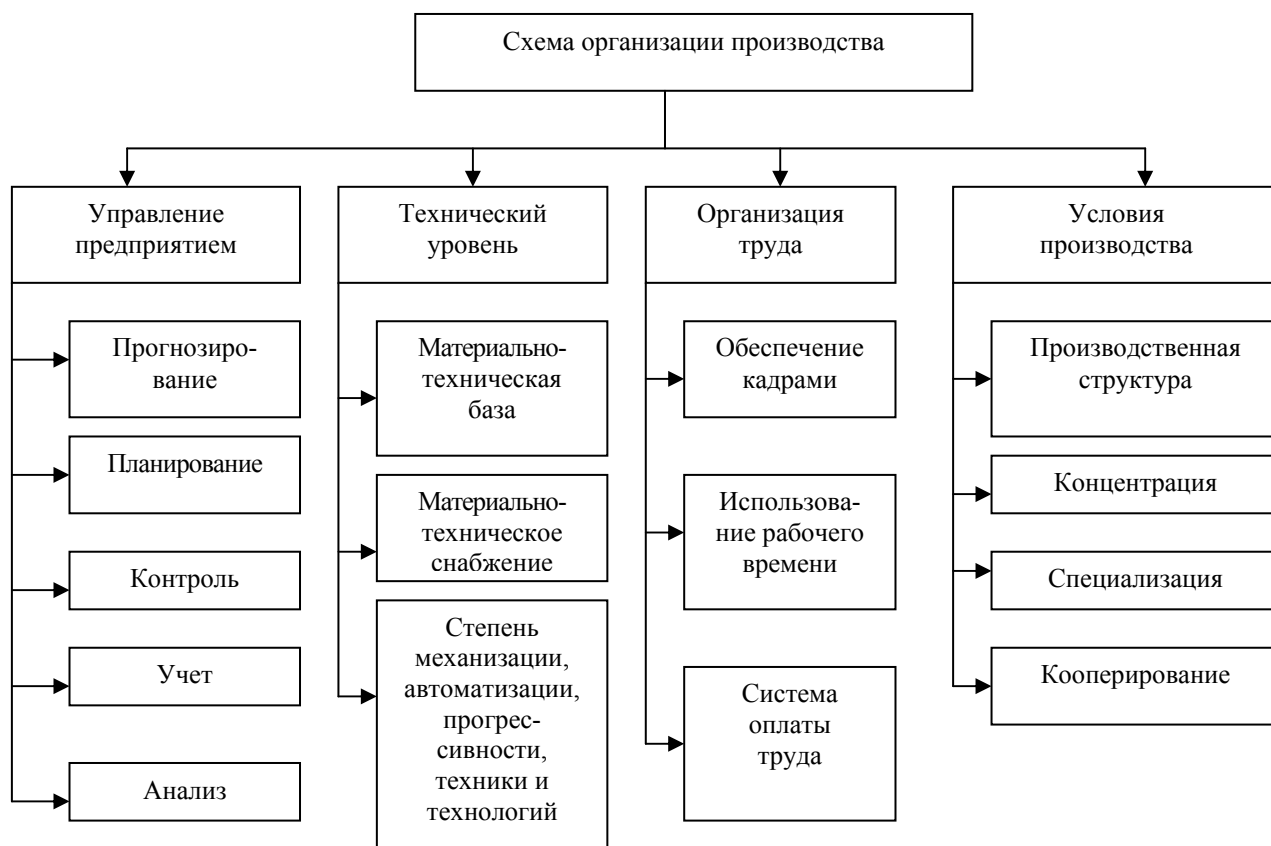 Схема организации производства
Управление
предприятием
Прогнозиро-
вание
Планирование
Контроль
Учет
Анализ
Технический
уровень
Материально-
техническая
база
Материально-
техническое
снабжение
Степень
механизации,
автоматизации,
прогрес-
сивности,
техники и
технологий
Организация
труда
Обеспечение
кадрами
Использова-
ние рабочего
времени
Система
оплаты
труда
Условия
производства
Производственная
структура
Концентрация
Специализация
Кооперирование